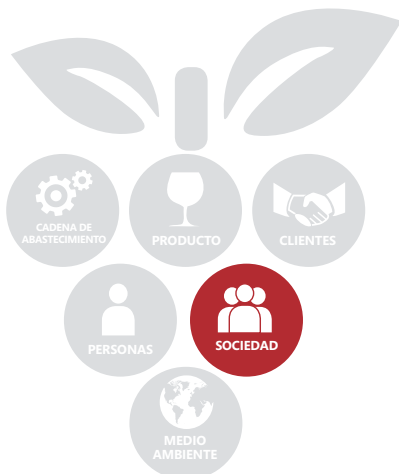 CADENA DE
ABASTECIMIENTO
PRODUCTO
CLIENTES
PERSONAS
SOCIEDAD
MEDIO
AMBIENTE